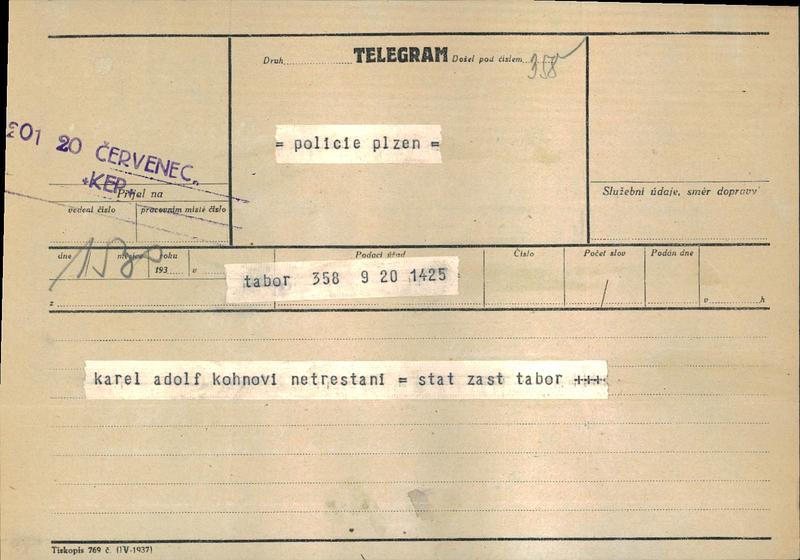 Druh TELEGRAM Došel pod číslem 358
= policie plzen =
201 20 ČERVENEC
Přijal na
Služební údaje, směr dopravy
vedení číslo pracovním místě číslo
dne měsíce roku Podací úřad Číslo Počet slov Podán dne
193 v
tabor 358 9 20 1425
z v h
karel adolf kohnovi netrestani = stat zast tabor +++
Tiskopis 769 č. (IV-1937)